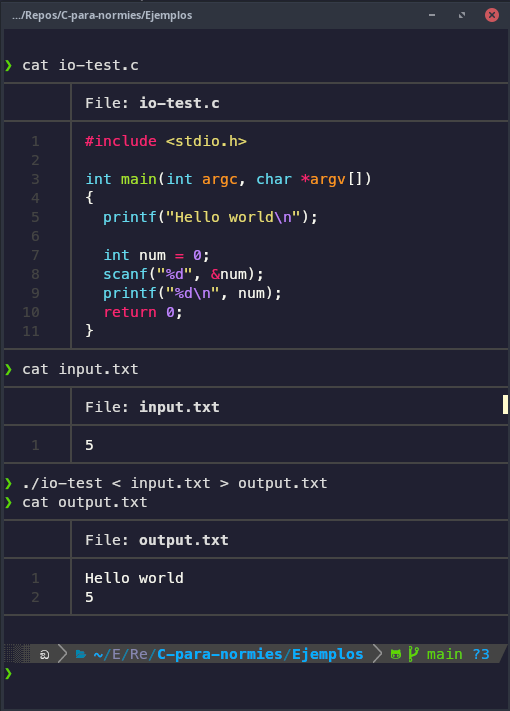 .../Repos/C-para-normies/Ejemplos
❯ cat io-test.c
File: io-test.c
1 #include <stdio.h>
2
3 int main(int argc, char *argv[])
4 {
5   printf("Hello world\n");
6
7   int num = 0;
8   scanf("%d", &num);
9   printf("%d\n", num);
10   return 0;
11 }
❯ cat input.txt
File: input.txt
1 5
❯ ./io-test < input.txt > output.txt
❯ cat output.txt
File: output.txt
1 Hello world
2 5
~/E/Re/C-para-normies/Ejemplos main ?3
❯